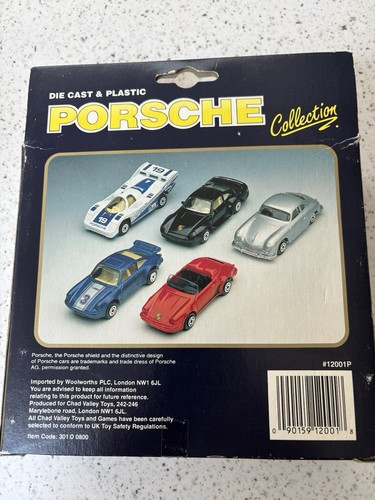 DIE CAST & PLASTIC
PORSCHE
Collection
19
19
3
Porsche, the Porsche shield and the distinctive design
of Porsche cars are trademarks and trade dress of Porsche
AG. permission granted.
#12001P
Imported by Woolworths PLC, London NW1 6JL.
You are advised to keep all information
relating to this product for future reference.
Produced for Chad Valley Toys, 242-246
Marylebone road, London NW1 6JL.
All Chad Valley Toys and Games have been carefully
selected to conform to UK Toy Safety Regulations.
Item Code: 301 O 0800
0 90159 12001 8